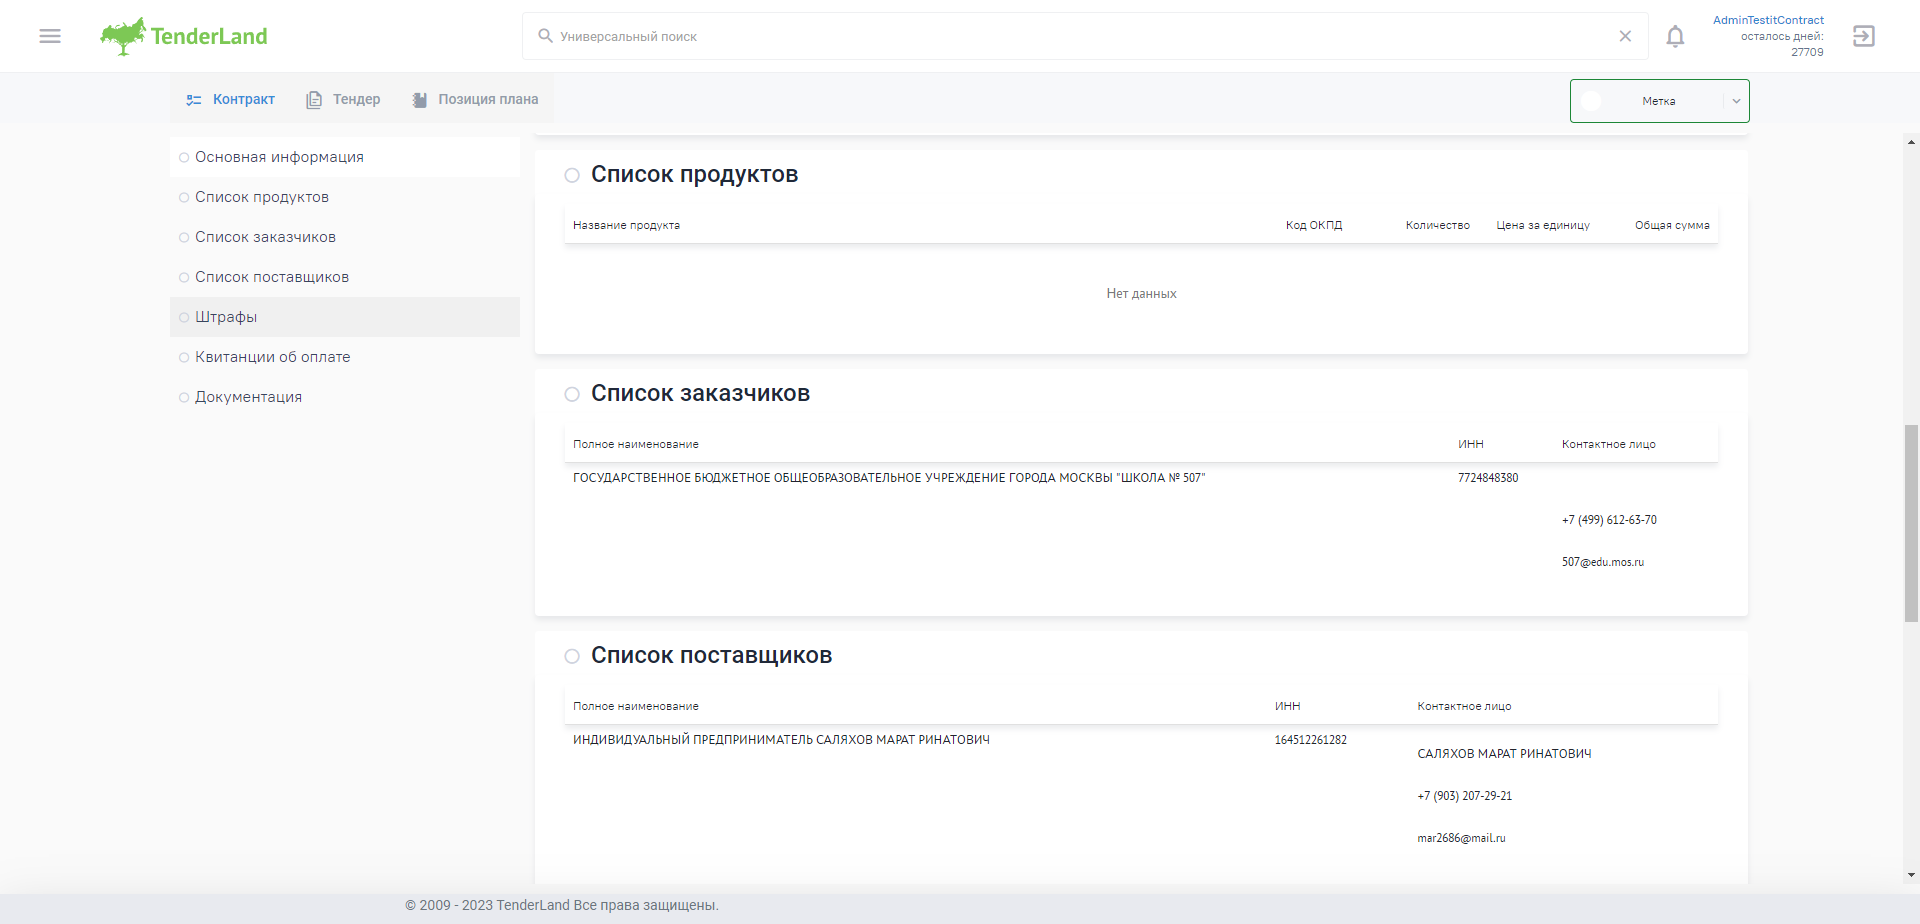 TenderLand
Универсальный поиск
AdminTestitContract
осталось дней:
27709
Контракт
Тендер
Позиция плана
Метка
Основная информация
Список продуктов
Список заказчиков
Список поставщиков
Штрафы
Квитанции об оплате
Документация
Список продуктов
Название продукта Код ОКПД Количество Цена за единицу Общая сумма
Нет данных
Список заказчиков
Полное наименование ИНН Контактное лицо
ГОСУДАРСТВЕННОЕ БЮДЖЕТНОЕ ОБЩЕОБРАЗОВАТЕЛЬНОЕ УЧРЕЖДЕНИЕ ГОРОДА МОСКВЫ "ШКОЛА № 507" 7724848380
+7 (499) 612-63-70
507@edu.mos.ru
Список поставщиков
Полное наименование ИНН Контактное лицо
ИНДИВИДУАЛЬНЫЙ ПРЕДПРИНИМАТЕЛЬ САЛЯХОВ МАРАТ РИНАТОВИЧ 164512261282
САЛЯХОВ МАРАТ РИНАТОВИЧ
+7 (903) 207-29-21
mar2686@mail.ru
© 2009 - 2023 TenderLand Все права защищены.